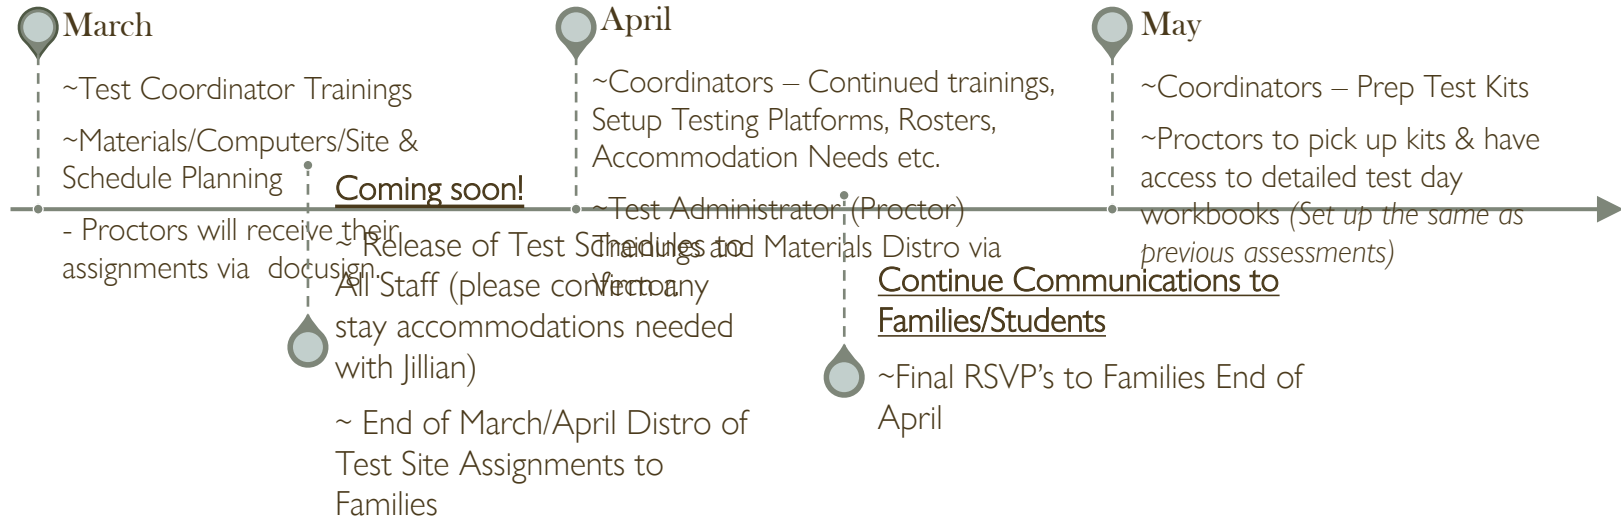 March
~Test Coordinator Trainings
~Materials/Computers/Site &
Schedule Planning
- Proctors will receive their
assignments via docusign.
Coming soon!
~ Release of Test Schedules to
All Staff (please confirm any
stay accommodations needed
with Jillian)
~ End of March/April Distro of
Test Site Assignments to
Families
April
~Coordinators – Continued trainings,
Setup Testing Platforms, Rosters,
Accommodation Needs etc.
~Test Administrator (Proctor)
Trainings and Materials Distro via
Vector.
Continue Communications to
Families/Students
~Final RSVP's to Families End of
April
May
~Coordinators – Prep Test Kits
~Proctors to pick up kits & have
access to detailed test day
workbooks (Set up the same as
previous assessments)